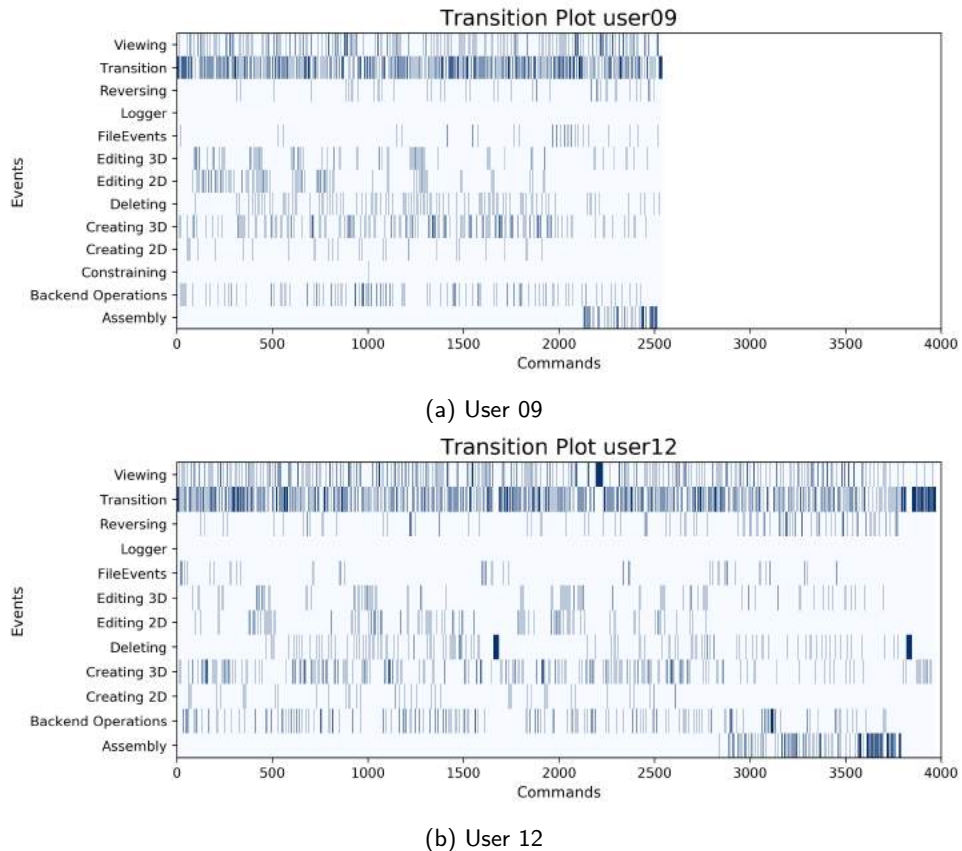 Transition Plot user09
Viewing
Transition
Reversing
Logger
FileEvents
Editing 3D
Editing 2D
Deleting
Creating 3D
Creating 2D
Constraining
Backend Operations
Assembly
Events
0 500 1000 1500 2000 2500 3000 3500 4000
Commands
(a) User 09
Transition Plot user12
Viewing
Transition
Reversing
Logger
FileEvents
Editing 3D
Editing 2D
Deleting
Creating 3D
Creating 2D
Backend Operations
Assembly
Events
0 500 1000 1500 2000 2500 3000 3500 4000
Commands
(b) User 12